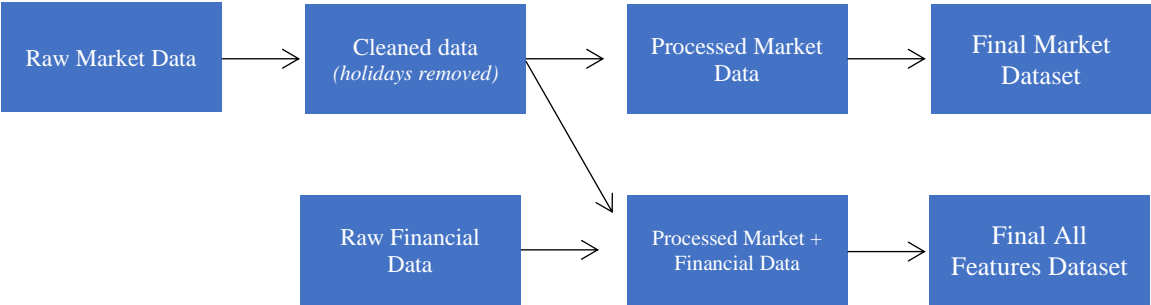 Raw Market Data
Cleaned data
(holidays removed)
Processed Market
Data
Final Market
Dataset
Raw Financial
Data
Processed Market +
Financial Data
Final All
Features Dataset